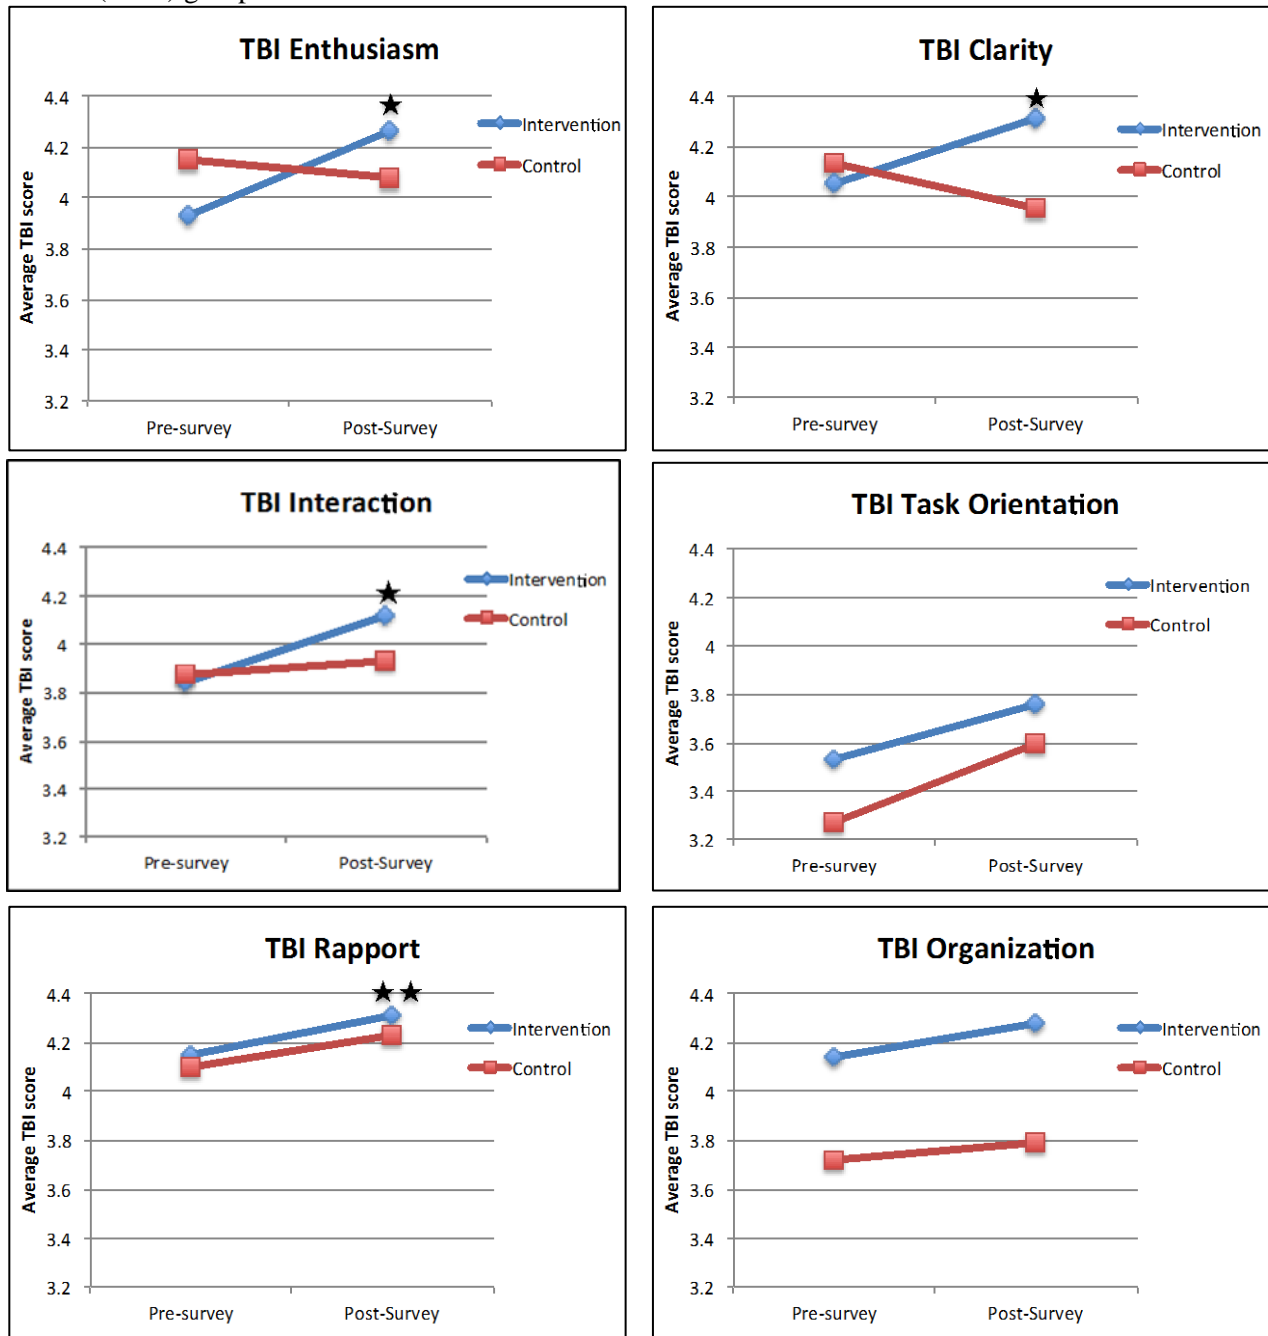 TBI Enthusiasm
4.4
4.2
4
3.8
3.6
3.4
3.2
Average TBI score
Pre-survey
Post-Survey
Intervention
Control
TBI Clarity
4.4
4.2
4
3.8
3.6
3.4
3.2
Average TBI score
Pre-survey
Post-Survey
Intervention
Control
TBI Interaction
4.4
4.2
4
3.8
3.6
3.4
3.2
Average TBI score
Pre-survey
Post-Survey
Intervention
Control
TBI Task Orientation
4.4
4.2
4
3.8
3.6
3.4
3.2
Average TBI score
Pre-survey
Post-Survey
Intervention
Control
TBI Rapport
4.4
4.2
4
3.8
3.6
3.4
3.2
Average TBI score
Pre-survey
Post-Survey
Intervention
Control
TBI Organization
4.4
4.2
4
3.8
3.6
3.4
3.2
Average TBI score
Pre-survey
Post-Survey
Intervention
Control